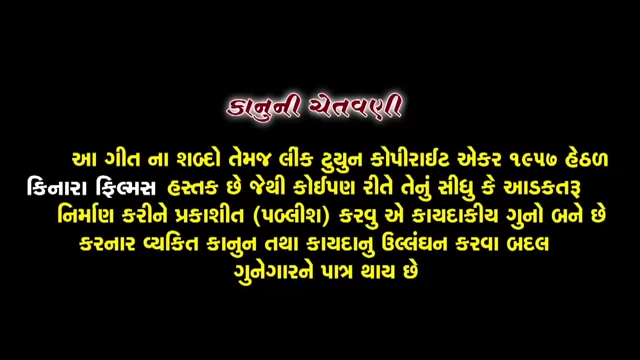 કાનુની ચેતવણી
આ ગીત ના શબ્દો તેમજ લીંક ટુયુન કોપીરાઈટ એકર ૧૯૫૭ હેઠળ
કિનારા ફિલ્મસ હસ્તક છે જેથી કોઈપણ રીતે તેનું સીધુ કે આડકતરૂ
નિર્માણ કરીને પ્રકાશીત (પબ્લીશ) કરવુ એ કાયદાકીય ગુનો બને છે
કરનાર વ્યકિત કાનુન તથા કાયદાનુ ઉલ્લંઘન કરવા બદલ
ગુનેગારને પાત્ર થાય છે